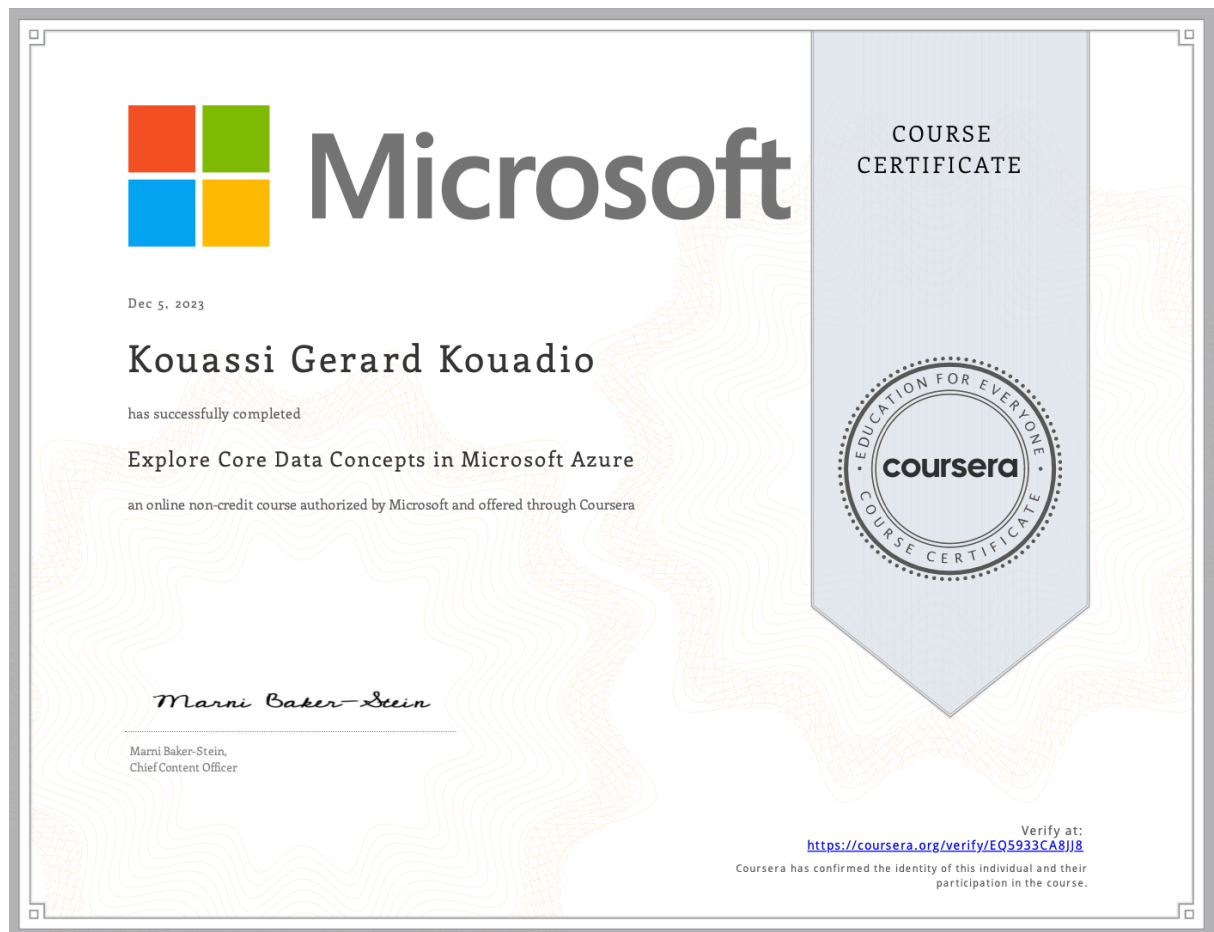 Microsoft
COURSE
CERTIFICATE
Dec 5, 2023
Kouassi Gerard Kouadio
has successfully completed
Explore Core Data Concepts in Microsoft Azure
an online non-credit course authorized by Microsoft and offered through Coursera
EDUCATION FOR EVERYONE
coursera
COURSE CERTIFICATE
Marni Baker-Stein
Marni Baker-Stein,
Chief Content Officer
Verify at:
https://coursera.org/verify/EQ5933CA8JJ8
Coursera has confirmed the identity of this individual and their
participation in the course.